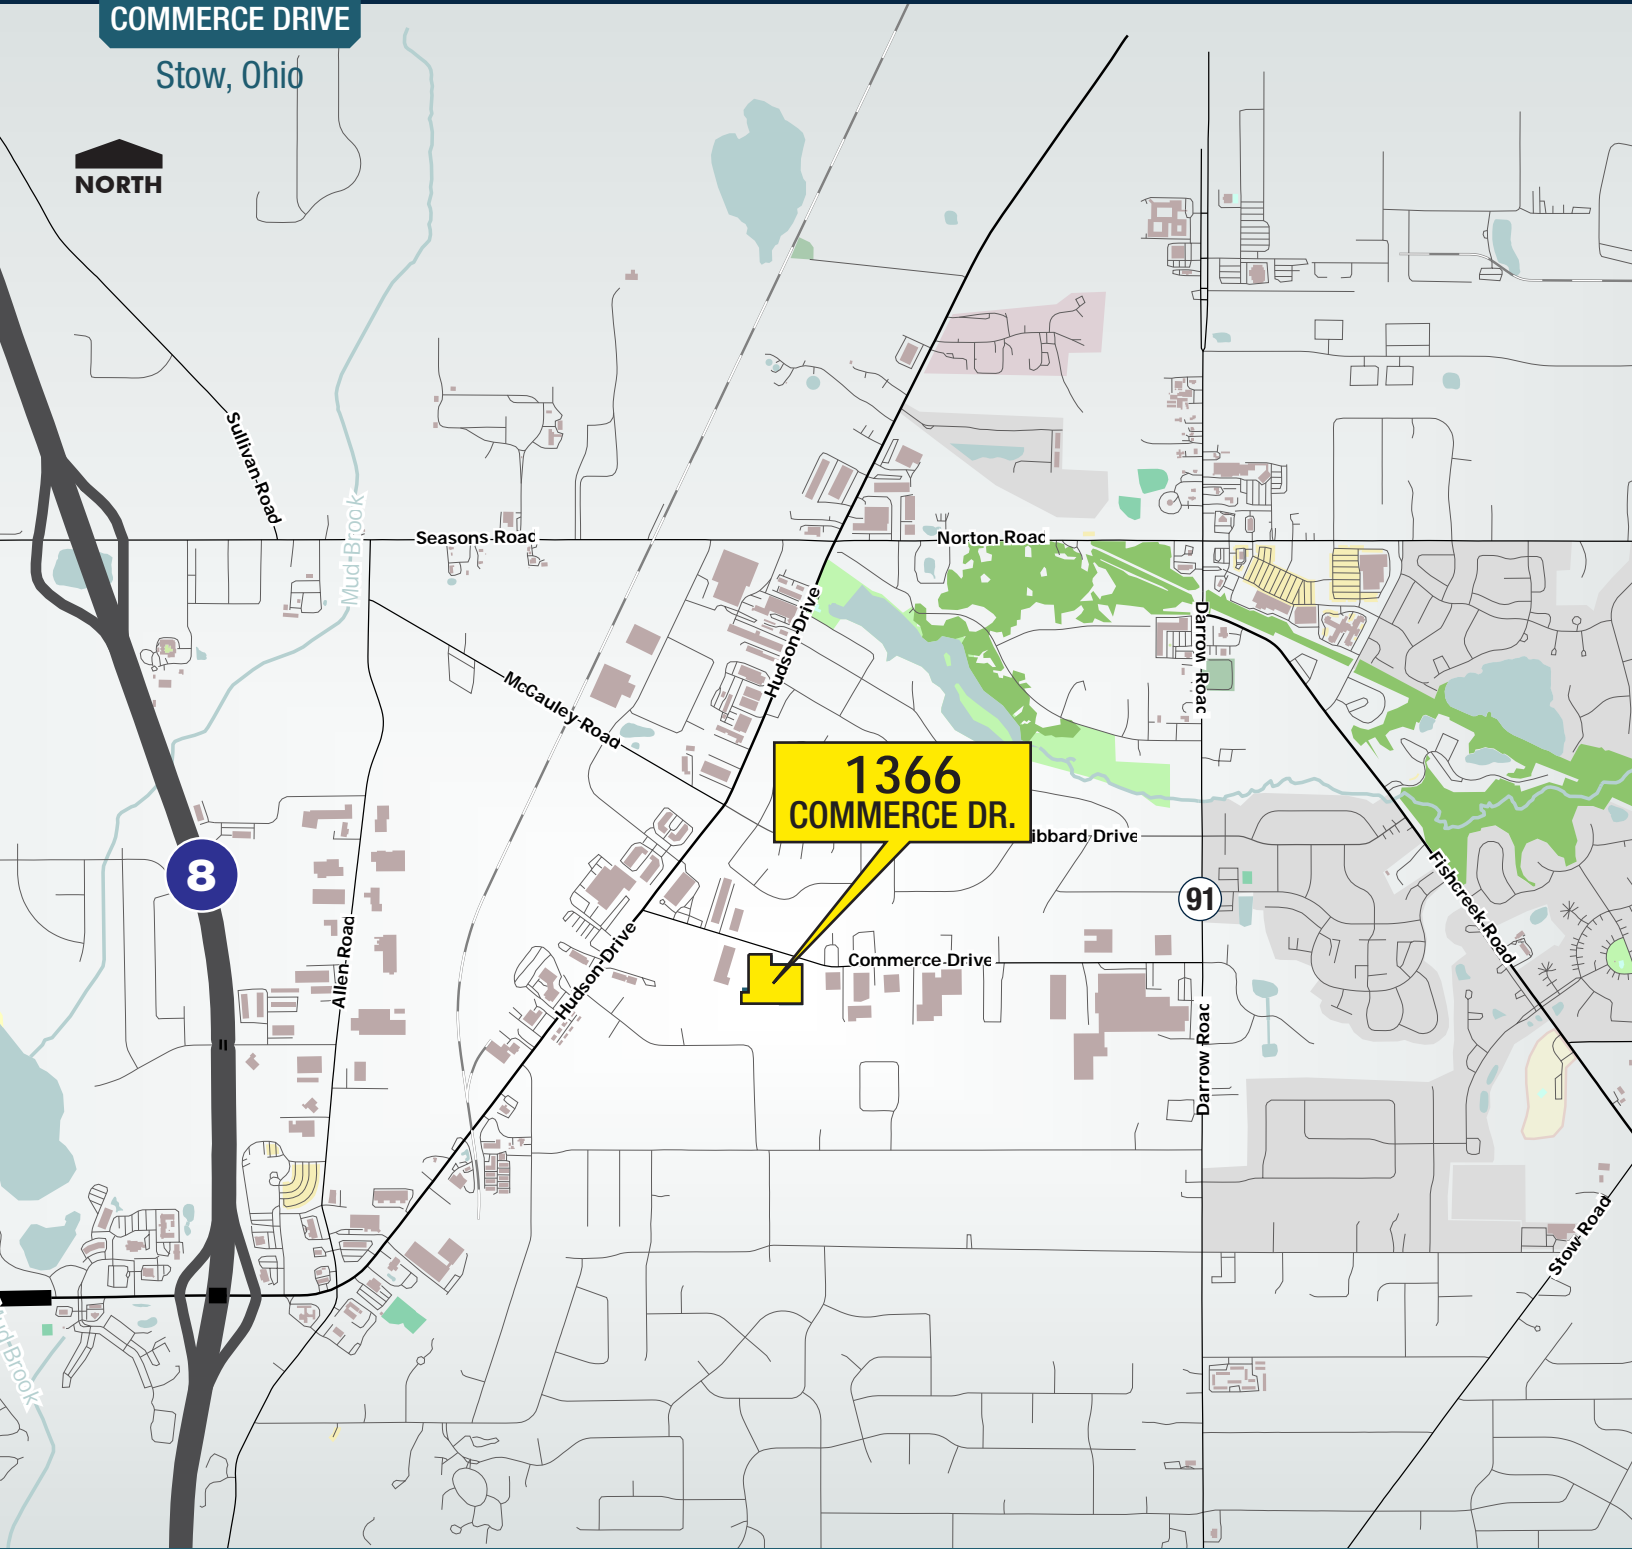 COMMERCE DRIVE
Stow, Ohio
NORTH
Sullivan Road
Mud Brook
Seasons Road
Norton Road
Hudson Drive
Darrow Road
McCauley Road
1366
COMMERCE DR.
ibbard Drive
8
91
Fishcreek Road
Allen Road
Hudson Drive
Commerce Drive
Darrow Road
Stow Road
ud Brook